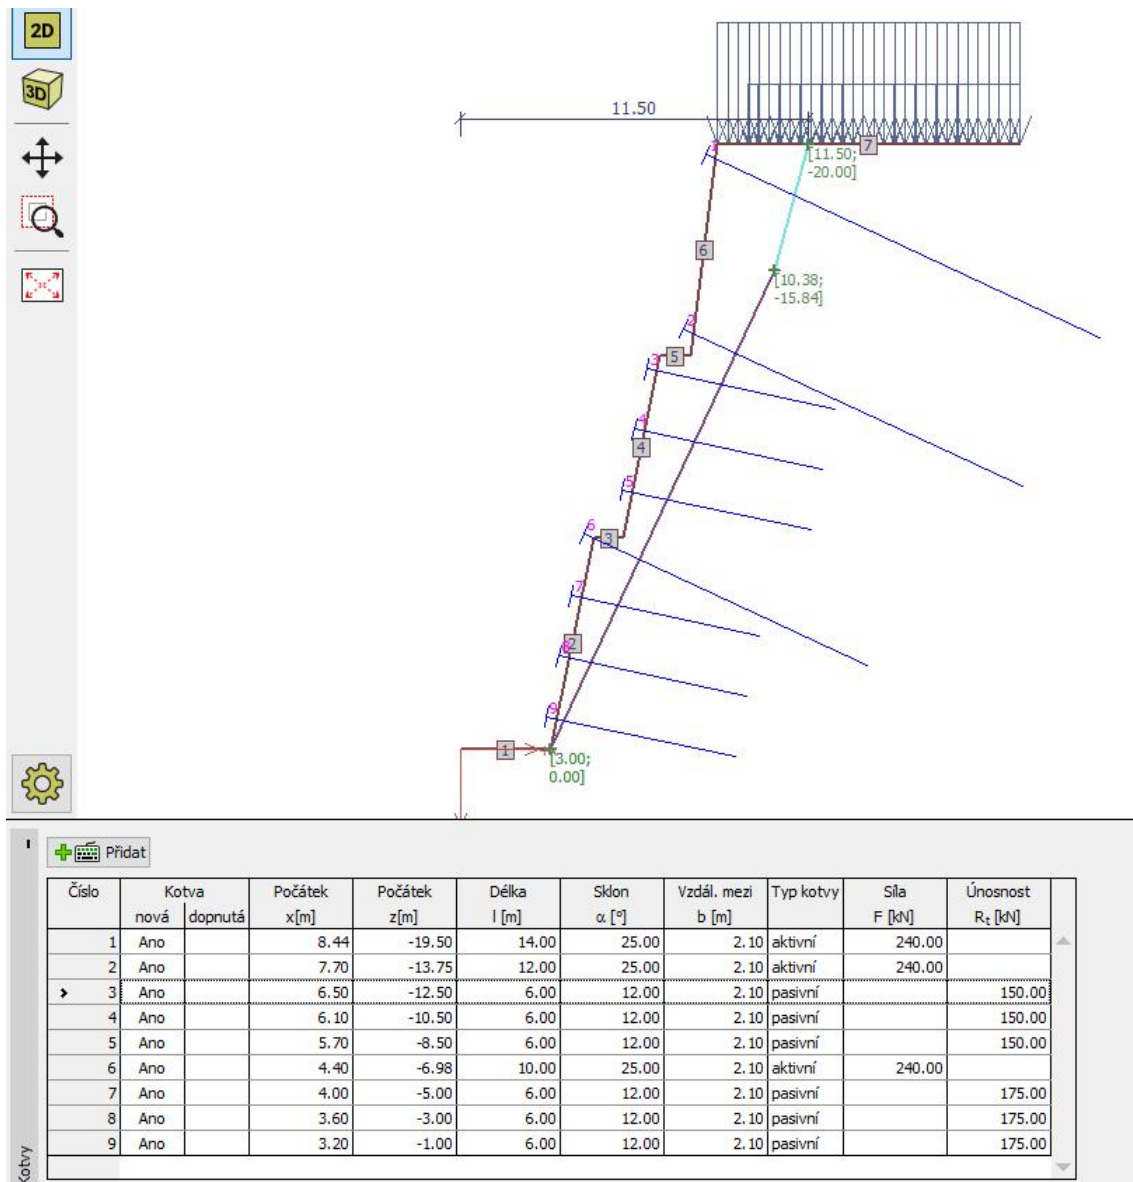 2D
3D
11.50
1
7
[11.50;
-20.00]
6
[10.38;
-15.84]
2
3
5
4
4
5
6
3
7
2
8
9
1
[3.00;
0.00]
Přidat
Číslo Kotva Počátek Počátek Délka Sklon Vzdál. mezi Typ kotvy Síla Únosnost
nová dopnutá x[m] z[m] l [m] α [°] b [m] F [kN] Rt [kN]
1 Ano 8.44 -19.50 14.00 25.00 2.10 aktivní 240.00
2 Ano 7.70 -13.75 12.00 25.00 2.10 aktivní 240.00
3 Ano 6.50 -12.50 6.00 12.00 2.10 pasivní 150.00
4 Ano 6.10 -10.50 6.00 12.00 2.10 pasivní 150.00
5 Ano 5.70 -8.50 6.00 12.00 2.10 pasivní 150.00
6 Ano 4.40 -6.98 10.00 25.00 2.10 aktivní 240.00
7 Ano 4.00 -5.00 6.00 12.00 2.10 pasivní 175.00
8 Ano 3.60 -3.00 6.00 12.00 2.10 pasivní 175.00
9 Ano 3.20 -1.00 6.00 12.00 2.10 pasivní 175.00
Kotvy